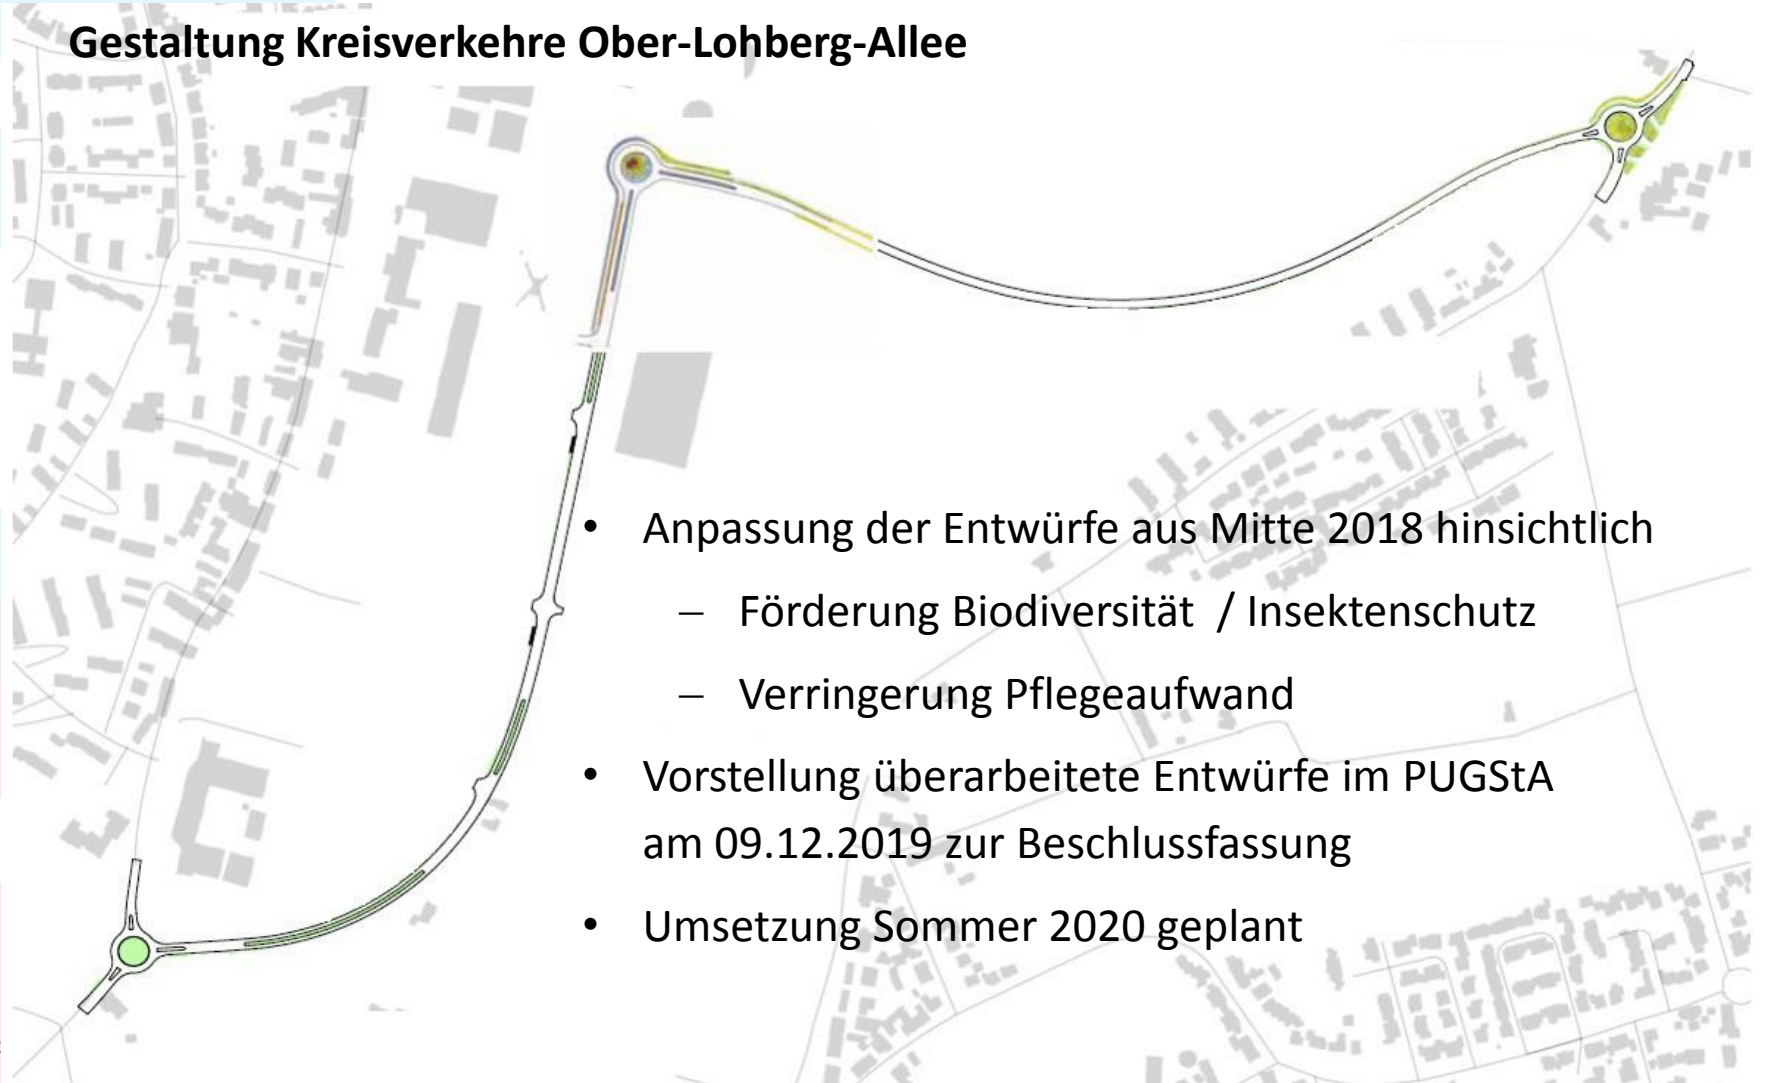 Gestaltung Kreisverkehre Ober-Lohberg-Allee
• Anpassung der Entwürfe aus Mitte 2018 hinsichtlich
– Förderung Biodiversität / Insektenschutz
– Verringerung Pflegeaufwand
• Vorstellung überarbeitete Entwürfe im PUGStA
am 09.12.2019 zur Beschlussfassung
• Umsetzung Sommer 2020 geplant